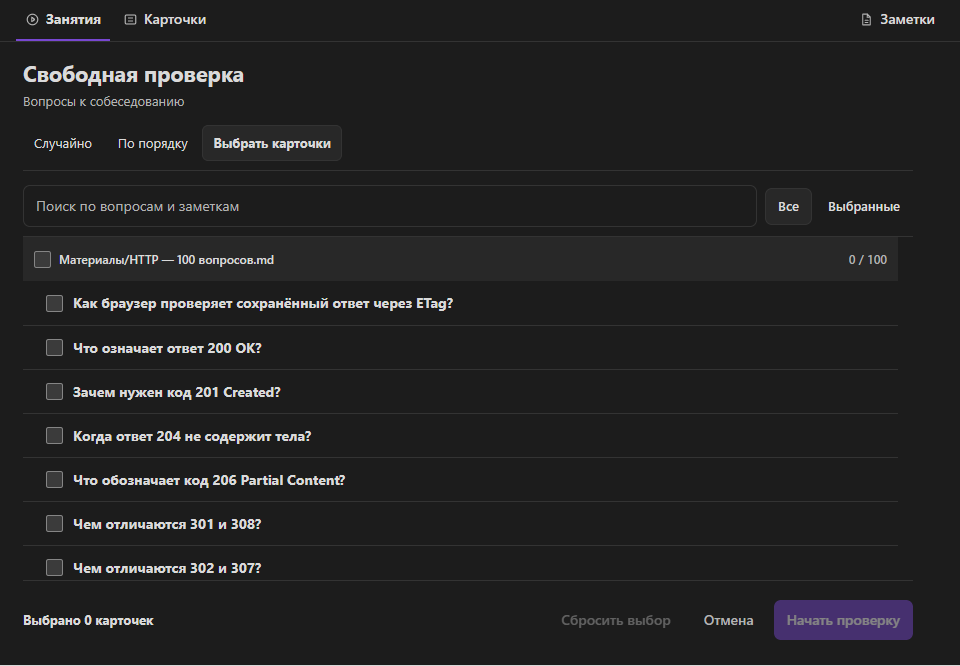 Занятия Карточки Заметки
Свободная проверка
Вопросы к собеседованию
Случайно По порядку Выбрать карточки
Поиск по вопросам и заметкам Все Выбранные
Материалы/HTTP — 100 вопросов.md 0 / 100
Как браузер проверяет сохранённый ответ через ETag?
Что означает ответ 200 OK?
Зачем нужен код 201 Created?
Когда ответ 204 не содержит тела?
Что обозначает код 206 Partial Content?
Чем отличаются 301 и 308?
Чем отличаются 302 и 307?
Выбрано 0 карточек Сбросить выбор Отмена Начать проверку